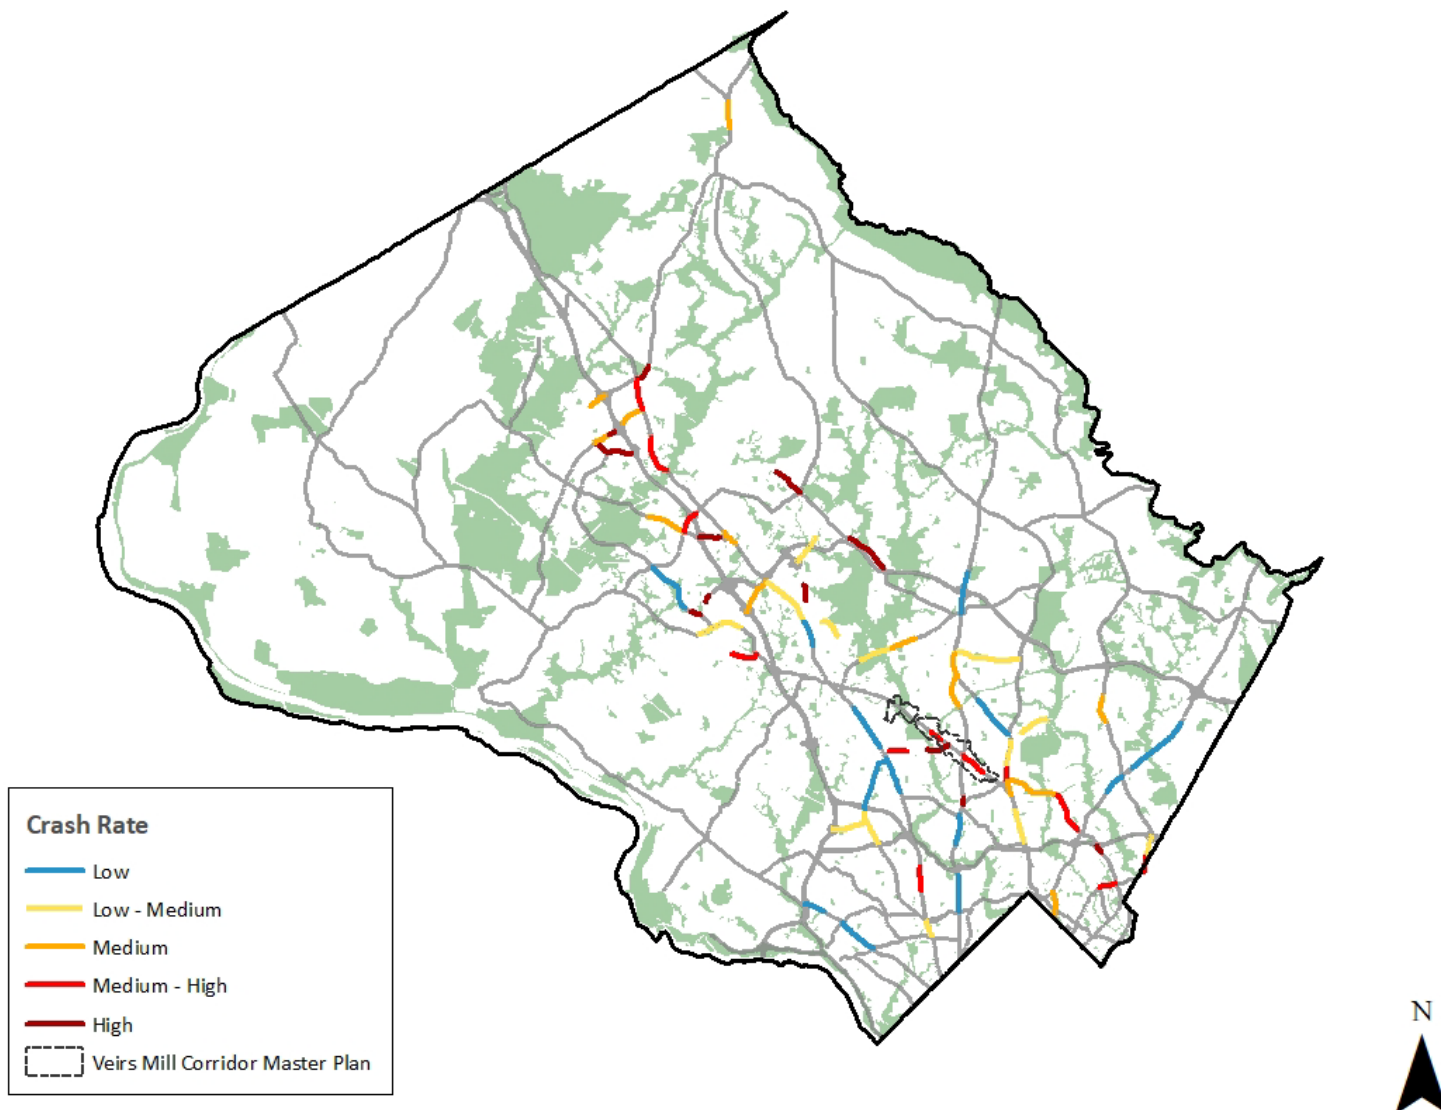 Crash Rate
Low
Low - Medium
Medium
Medium - High
High
Veirs Mill Corridor Master Plan
N